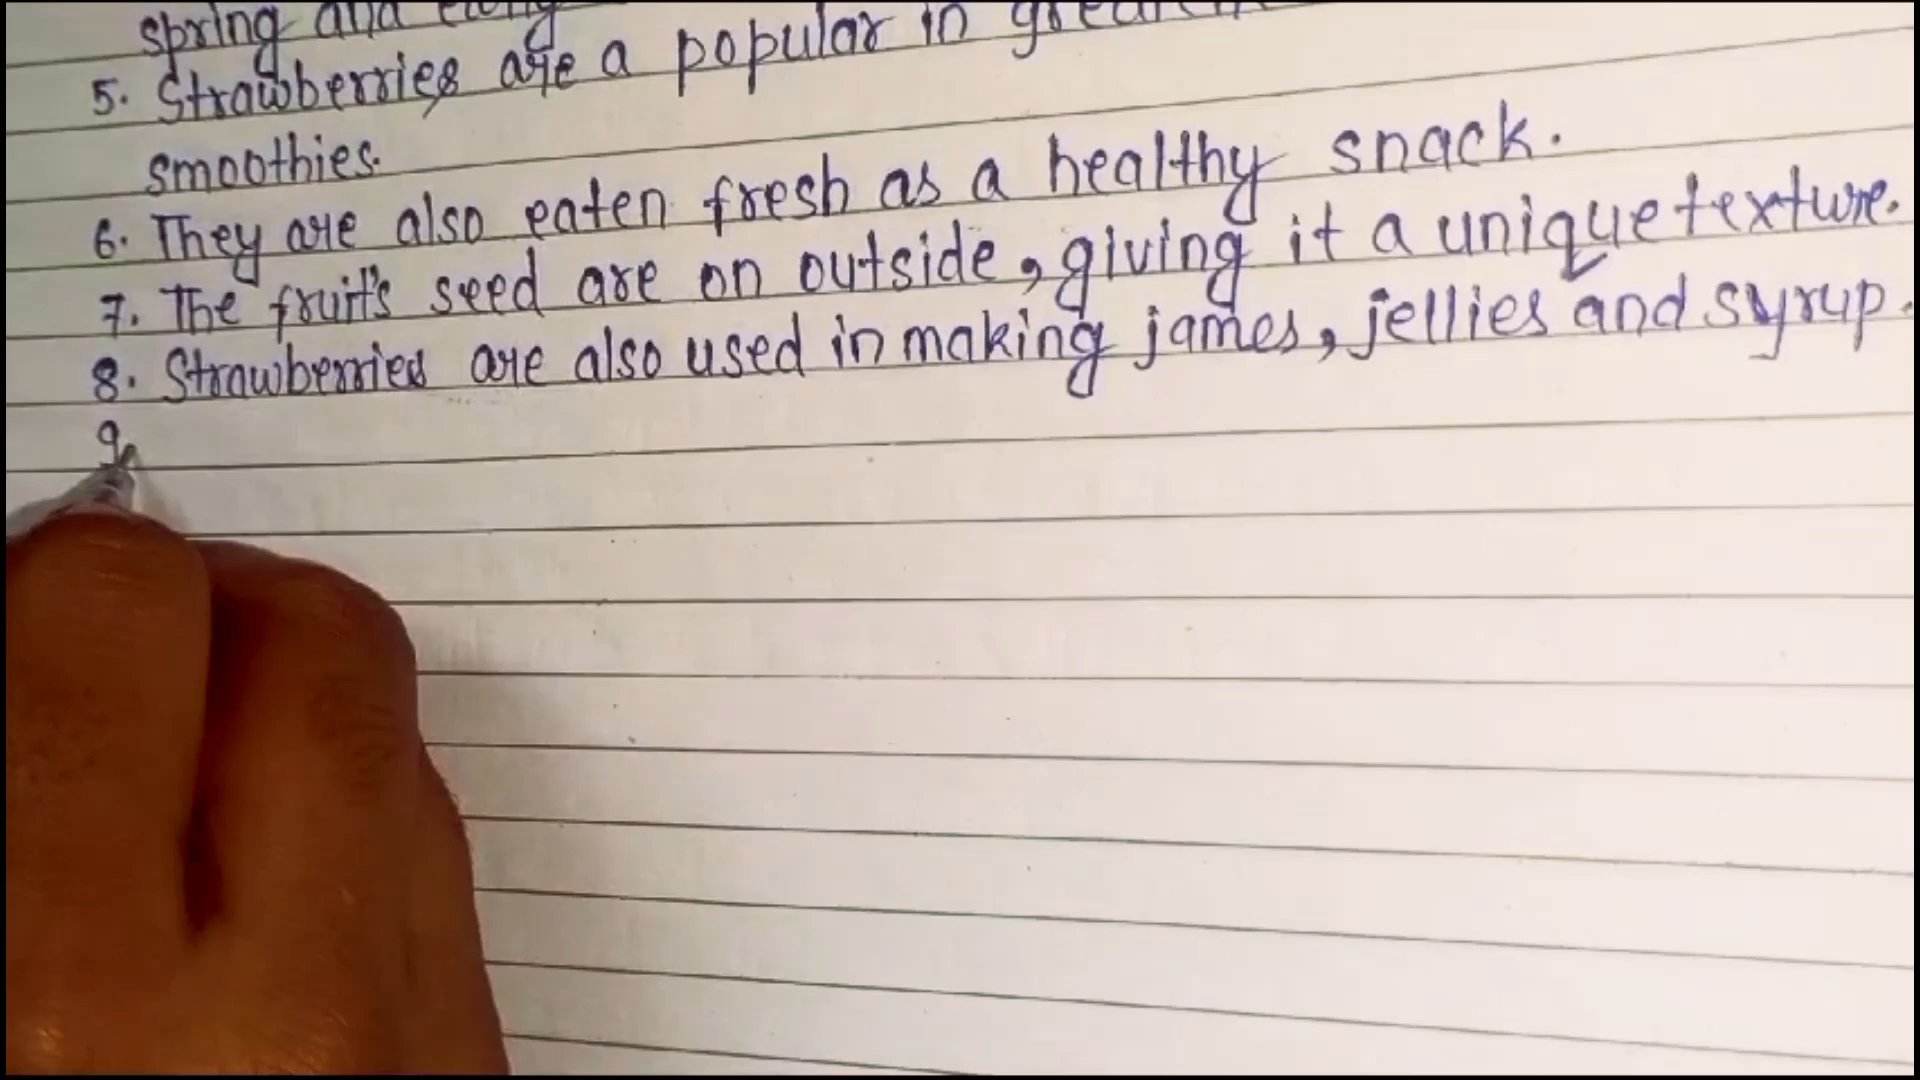 spring and
5. Strawberries are a popular in
smoothies.
6. They are also eaten fresh as a healthy snack.
7. The fruit's seed are on outside, giving it a unique texture.
8. Strawberries are also used in making james, jellies and syrup.
9.